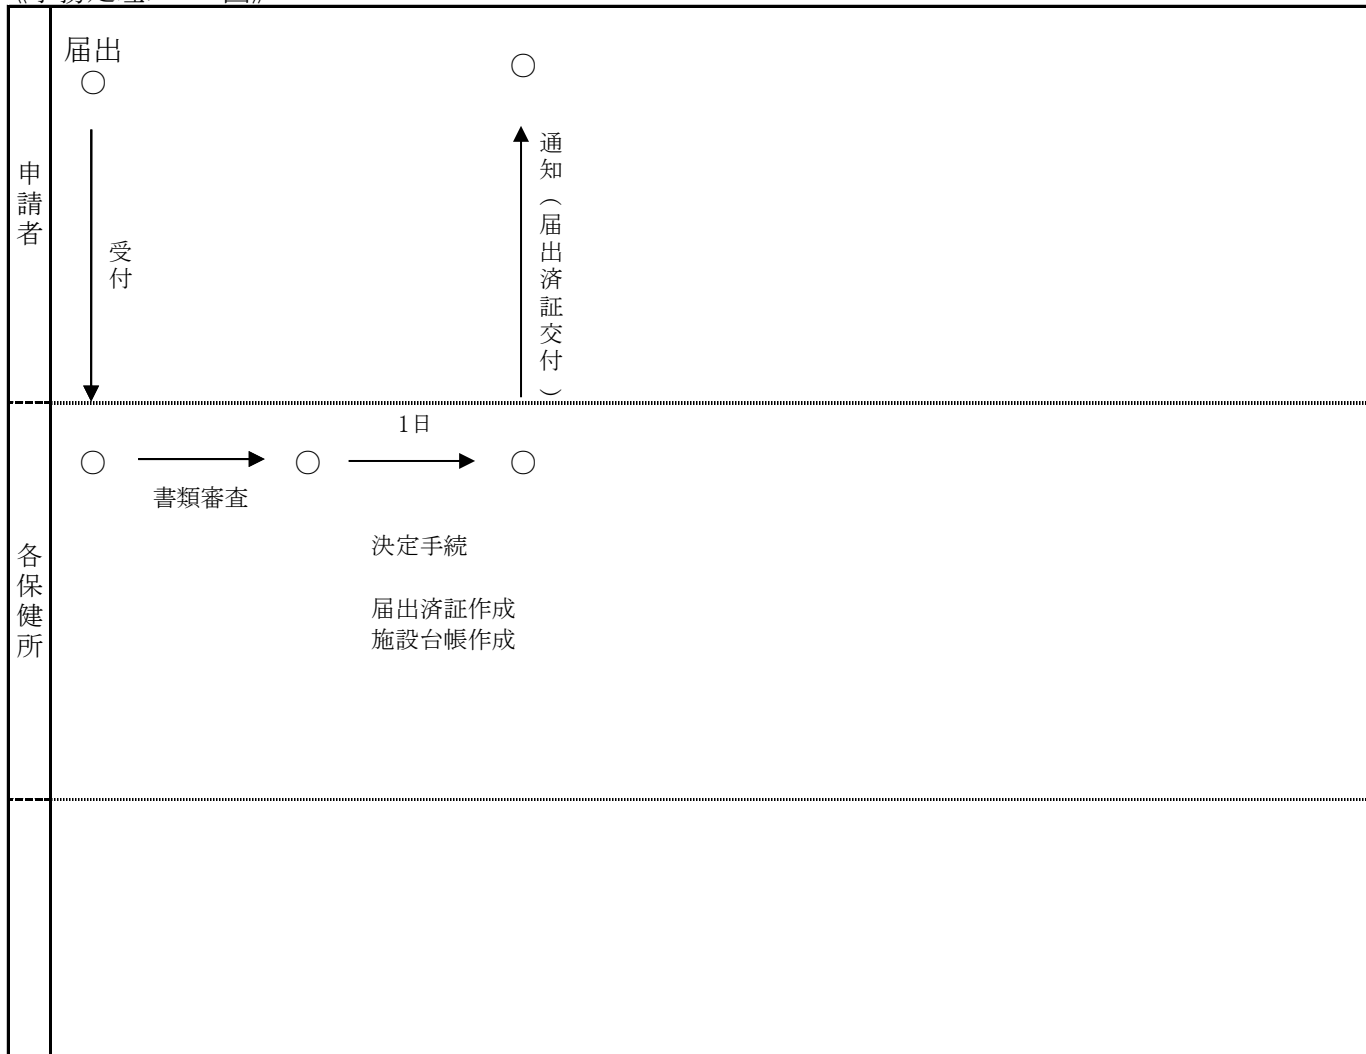 届出
申請者
受付
通知(届出済証交付)
1日
書類審査
決定手続
届出済証作成
施設台帳作成
各保健所